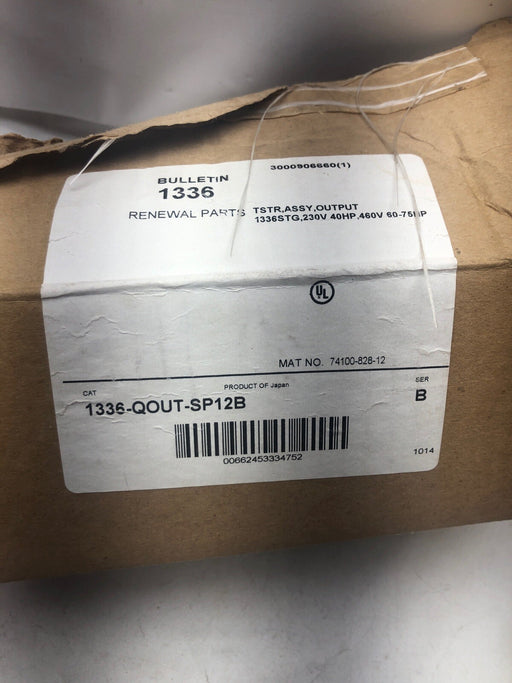 3000906660(1)
BULLETIN
1336
RENEWAL PARTS TSTR,ASSY,OUTPUT
1336STG,230V 40HP,460V 60-75HP
UL
MAT NO. 74100-828-12
CAT PRODUCT OF Japan SER
1336-QOUT-SP12B B
00662453334752
1014